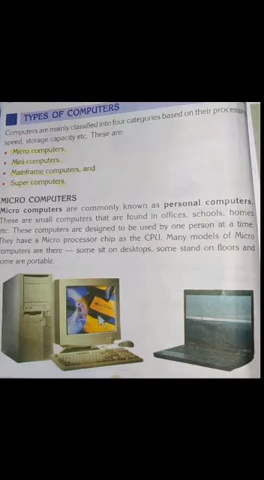 TYPES OF COMPUTERS
Computers are mainly classified into four categories based on their processing
speed, storage capacity etc. These are:
• Micro computers,
• Mini computers,
• Mainframe computers, and
• Super computers.
MICRO COMPUTERS
Micro computers are commonly known as personal computers.
These are small computers that are found in offices, schools, homes
etc. These computers are designed to be used by one person at a time.
They have a Micro processor chip as the CPU. Many models of Micro
computers are there — some sit on desktops, some stand on floors and
some are portable.